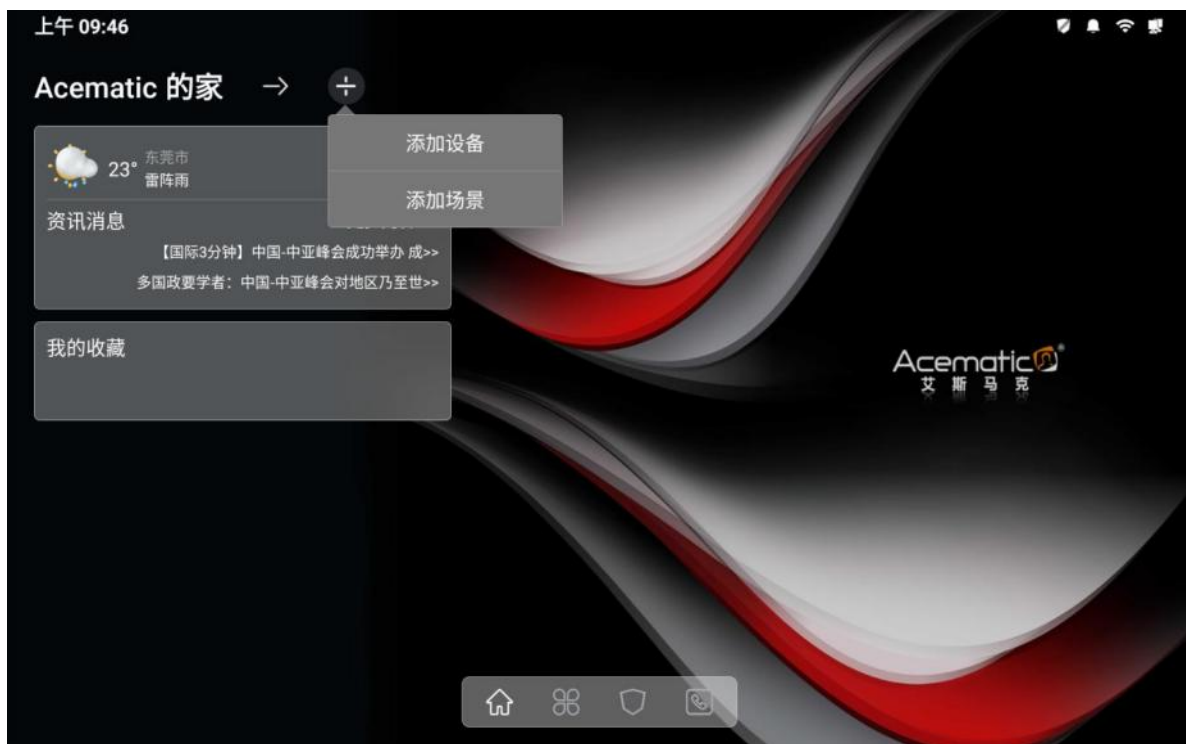 上午 09:46
Acematic 的家
添加设备
添加场景
23°
东莞市
雷阵雨
资讯消息
【国际3分钟】中国-中亚峰会成功举办 成>>
多国政要学者：中国-中亚峰会对地区乃至世>>
我的收藏
Acematic®
艾斯马克